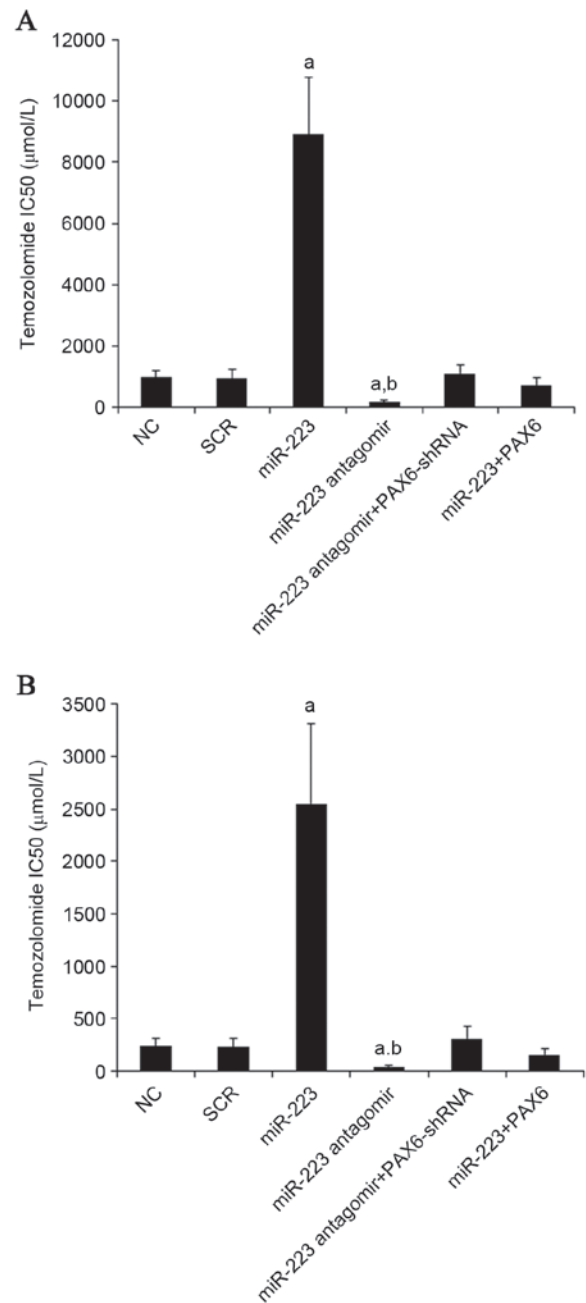 A
Temozolomide IC50 (μmol/L)
12000
10000
8000
6000
4000
2000
0
a
a,b
NC
SCR
miR-223
miR-223 antagomir
miR-223 antagomir+PAX6-shRNA
miR-223+PAX6
B
Temozolomide IC50 (μmol/L)
3500
3000
2500
2000
1500
1000
500
0
a
a.b
NC
SCR
miR-223
miR-223 antagomir
miR-223 antagomir+PAX6-shRNA
miR-223+PAX6